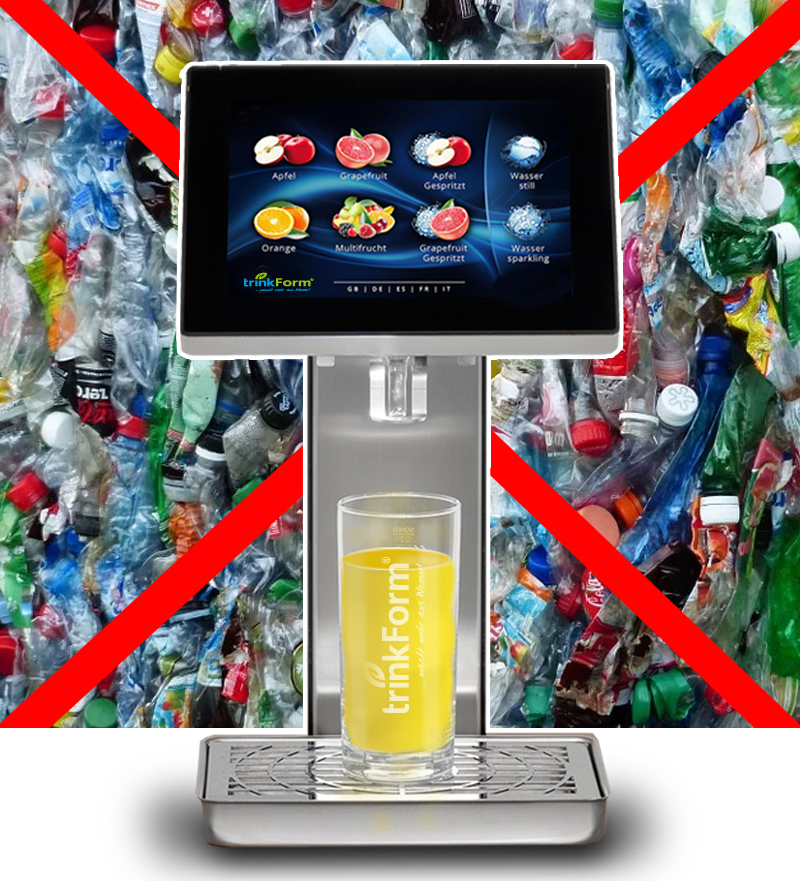 Apfel
Grapefruit
Apfel
Gespritzt
Wasser
still
Orange
Multifrucht
Grapefruit
Gespritzt
Wasser
sparkling
trinkForm®
GB | DE | ES | FR | IT
trinkForm®
zero